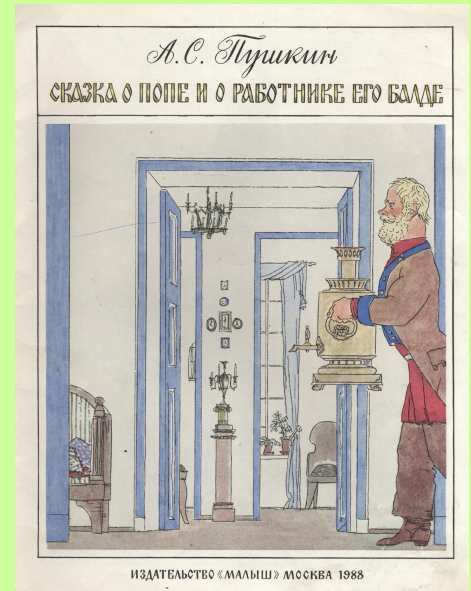 А. С. Пушкин
СКАЗКА О ПОПЕ И О РАБОТНИКЕ ЕГО БАЛДЕ
ИЗДАТЕЛЬСТВО «МАЛЫШ» МОСКВА 1988